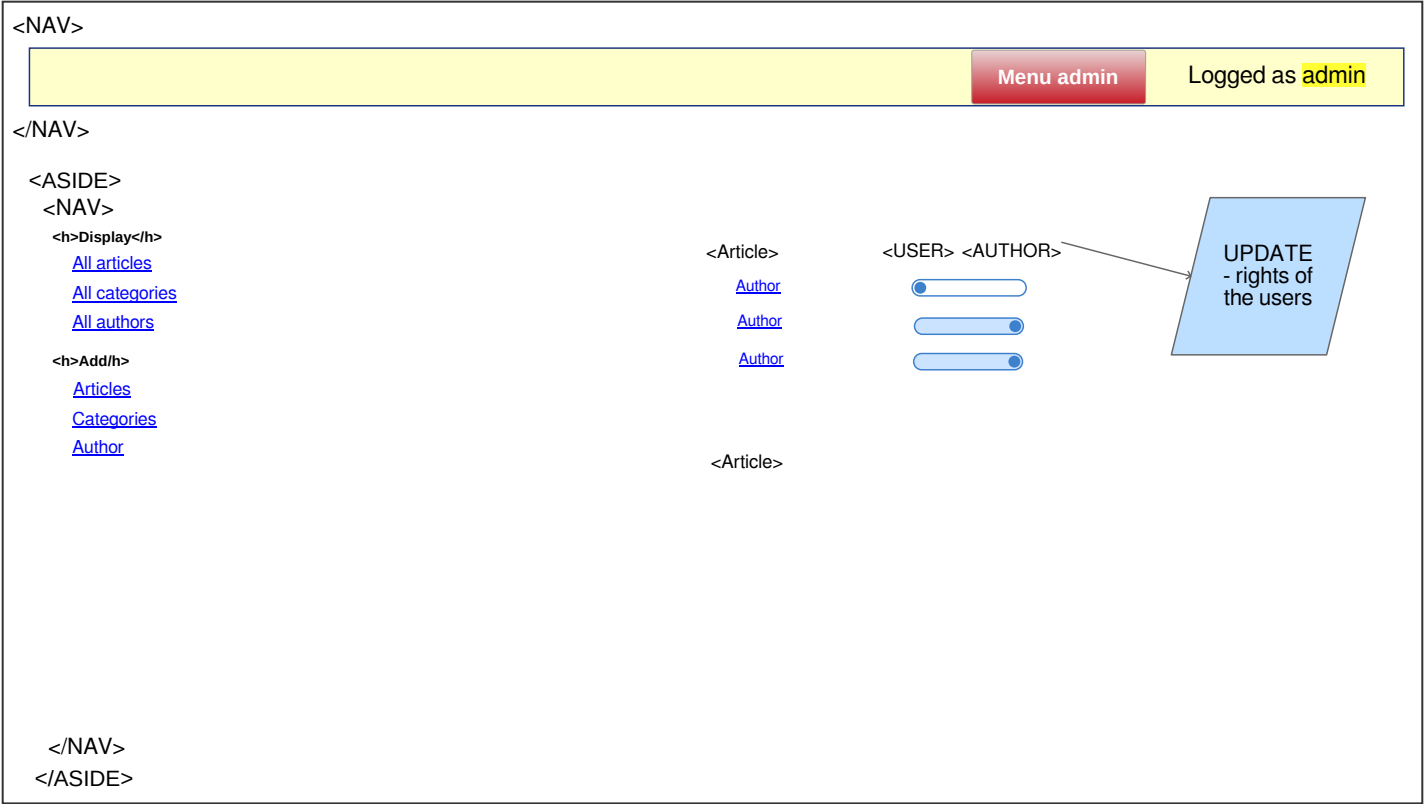 <NAV>
Menu admin
Logged as admin
</NAV>
<ASIDE>
<NAV>
<h>Display</h>
All articles
All categories
All authors
<h>Add/h>
Articles
Categories
Author
<Article>
<USER> <AUTHOR>
Author
Author
Author
<Article>
UPDATE
- rights of
the users
</NAV>
</ASIDE>